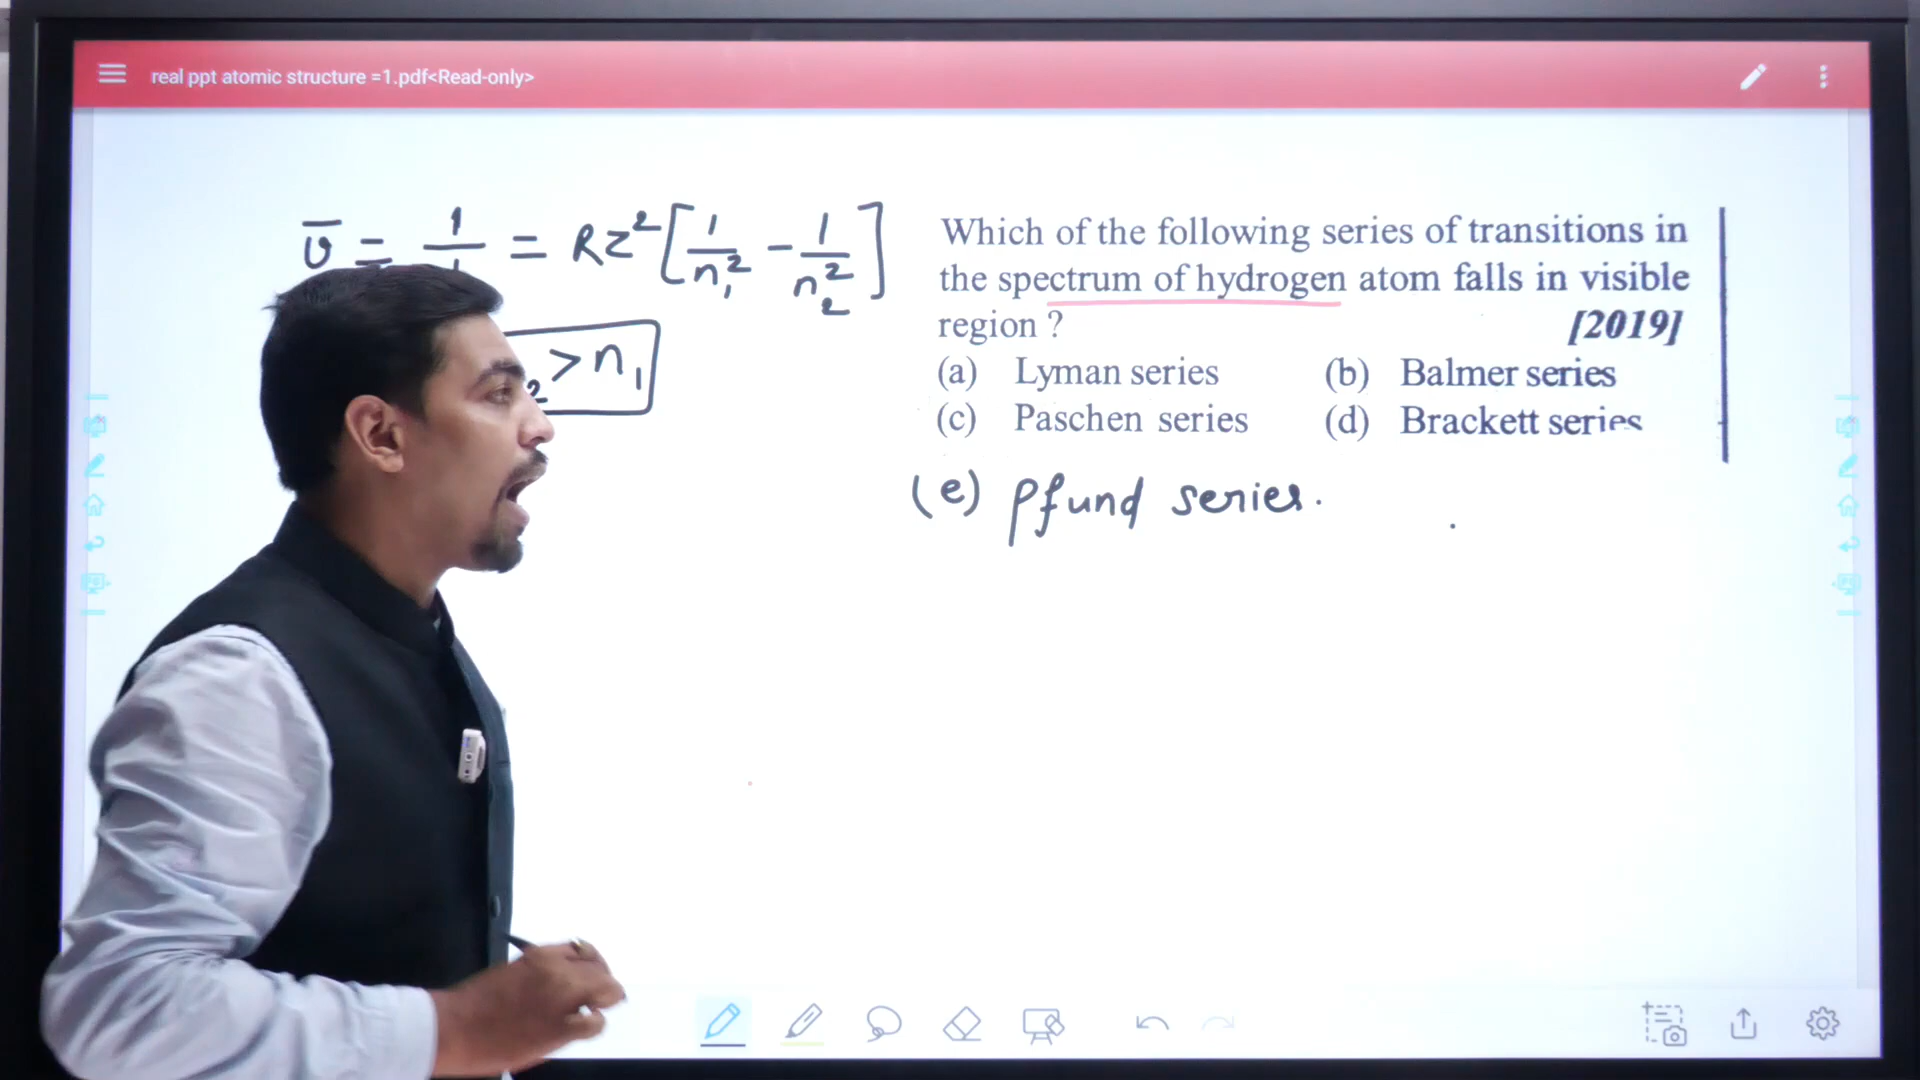 real ppt atomic structure =1.pdf<Read-only>
ῡ = 1 = RZ² [1/n₁² - 1/n₂²]
₂ > n₁
Which of the following series of transitions in
the spectrum of hydrogen atom falls in visible
region ? [2019]
(a) Lyman series (b) Balmer series
(c) Paschen series (d) Brackett series
(e) Pfund series.